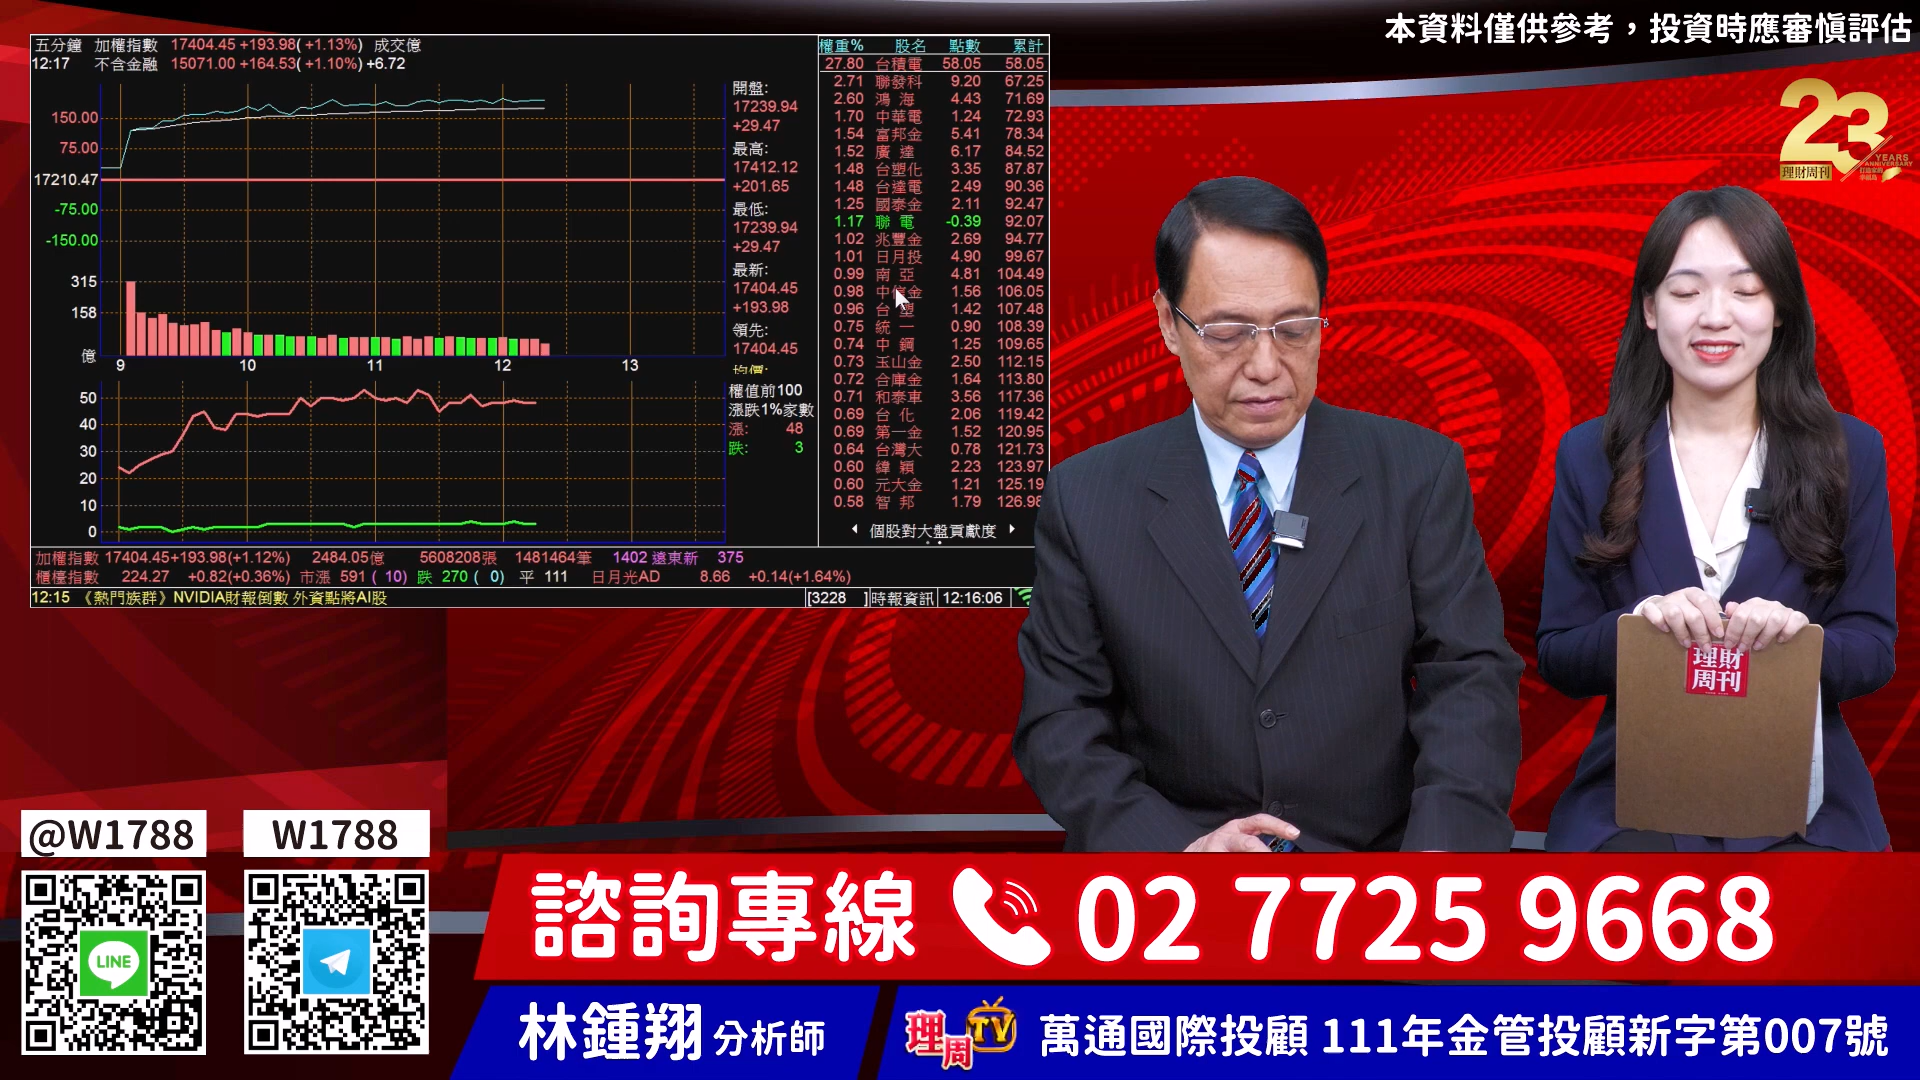 本資料僅供參考，投資時應審慎評估
23
YEARS
ANNIVERSARY
理財周刊
五分鐘 加權指數 17404.45 +193.98( +1.13%) 成交億
12:17 不含金融 15071.00 +164.53( +1.10%) +6.72
150.00
75.00
17210.47
-75.00
-150.00
315
158
億
9 10 11 12 13
50
40
30
20
10
0
開盤:
17239.94
+29.47
最高:
17412.12
+201.65
最低:
17239.94
+29.47
最新:
17404.45
+193.98
領先:
17404.45
均價:
權值前100
漲跌1%家數
漲: 48
跌: 3
權重% 股名 點數 累計
27.80 台積電 58.05 58.05
2.71 聯發科 9.20 67.25
2.60 鴻海 4.43 71.69
1.70 中華電 1.24 72.93
1.54 富邦金 5.41 78.34
1.52 廣達 6.17 84.52
1.48 台塑化 3.35 87.87
1.48 台達電 2.49 90.36
1.25 國泰金 2.11 92.47
1.17 聯電 -0.39 92.07
1.02 兆豐金 2.69 94.77
1.01 日月投 4.90 99.67
0.99 南亞 4.81 104.49
0.98 中信金 1.56 106.05
0.96 台塑 1.42 107.48
0.75 統一 0.90 108.39
0.74 中鋼 1.25 109.65
0.73 玉山金 2.50 112.15
0.72 合庫金 1.64 113.80
0.71 和泰車 3.56 117.36
0.69 台化 2.06 119.42
0.69 第一金 1.52 120.95
0.64 台灣大 0.78 121.73
0.60 緯穎 2.23 123.97
0.60 元大金 1.21 125.19
0.58 智邦 1.79 126.98
個股對大盤貢獻度
加權指數 17404.45+193.98(+1.12%) 2484.05億 5608208張 1481464筆 1402 遠東新 375
櫃檯指數 224.27 +0.82(+0.36%) 市漲 591 ( 10) 跌 270 ( 0) 平 111 日月光AD 8.66 +0.14(+1.64%)
12:15 《熱門族群》NVIDIA財報倒數 外資點將AI股 [3228 ]時報資訊 12:16:06
理財
周刊
@W1788
W1788
LINE
諮詢專線 02 7725 9668
林鍾翔 分析師
理周TV
萬通國際投顧 111年金管投顧新字第007號